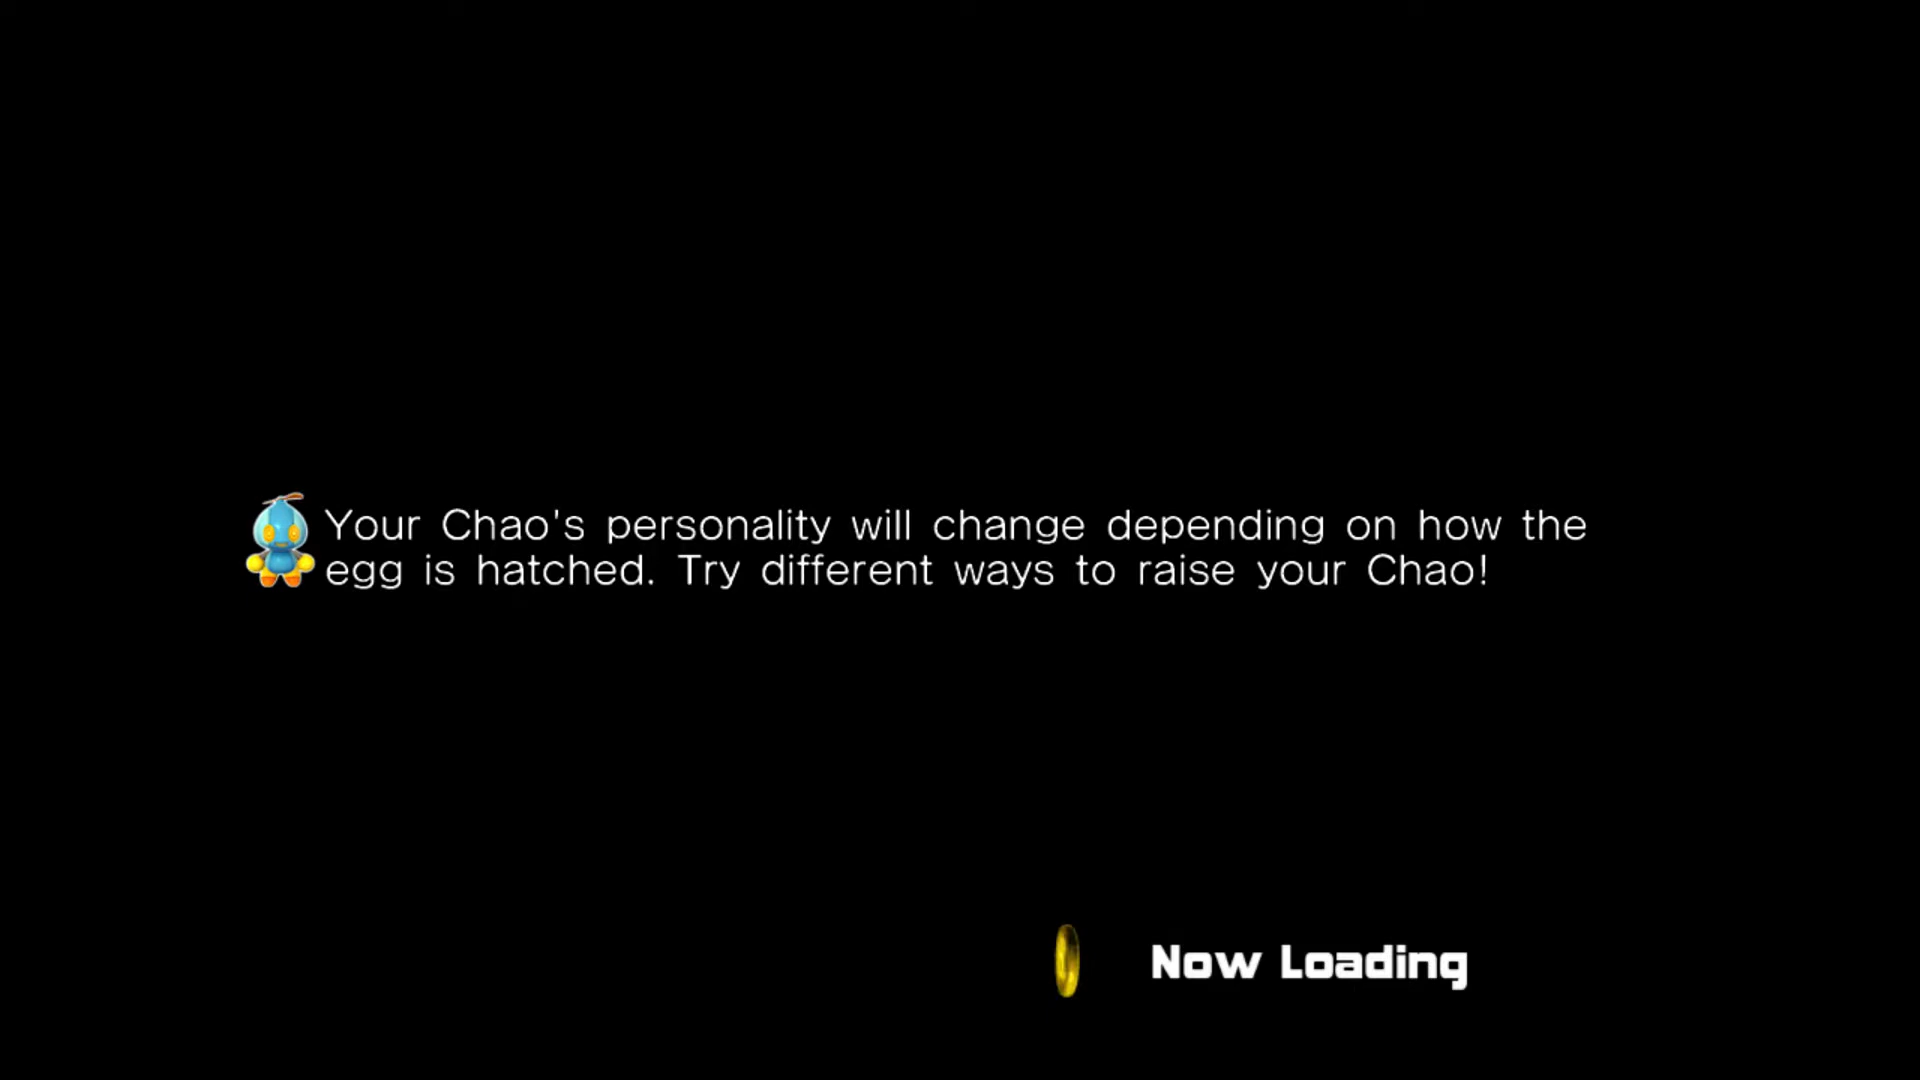 Your Chao's personality will change depending on how the
egg is hatched. Try different ways to raise your Chao!
Now Loading